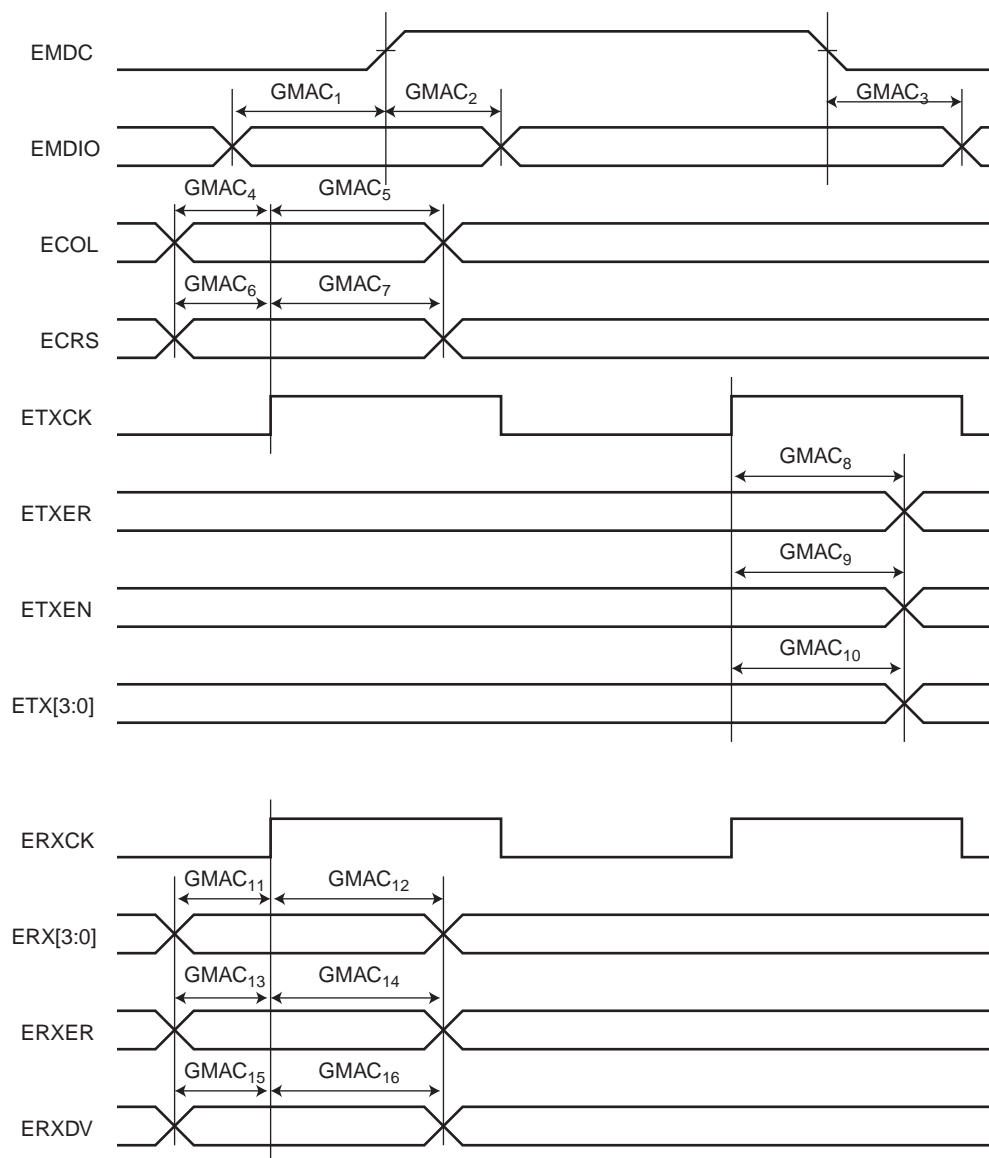 EMDC
GMAC1 GMAC2 GMAC3
EMDIO
GMAC4 GMAC5
ECOL
GMAC6 GMAC7
ECRS
ETXCK
GMAC8
ETXER
GMAC9
ETXEN
GMAC10
ETX[3:0]
ERXCK
GMAC11 GMAC12
ERX[3:0]
GMAC13 GMAC14
ERXER
GMAC15 GMAC16
ERXDV